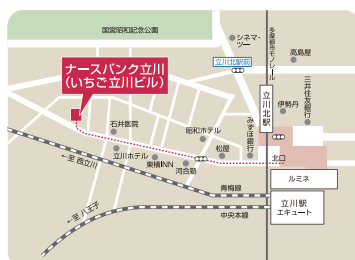 国営昭和記念公園
シネマ・
ツー
多摩都市モノレール
高島屋
立川北駅前
ナースバンク立川
(いちご立川ビル)
三井住友銀行
立川北駅
伊勢丹
石井医院
昭和ホテル
みずほ銀行
立川ホテル
松屋
北口
←至 西立川
東横INN
河合塾
ルミネ
青梅線
←至 八王子
中央本線
立川駅
エキュート